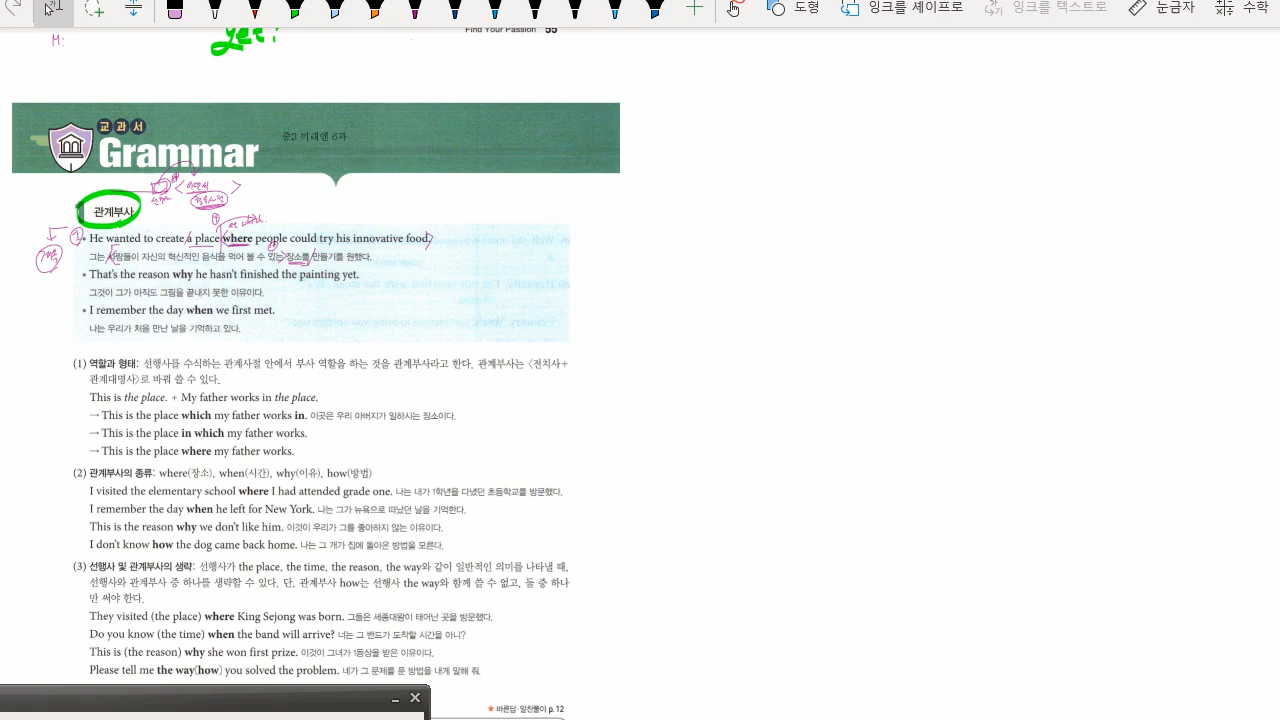 도형 잉크를 셰이프로 잉크를 텍스트로 눈금자 수학
M:
yet!
Find Your Passion 55
교과서
Grammar
중3 미래엔 6과
관계부사
• He wanted to create a place where people could try his innovative food.
그는 사람들이 자신의 혁신적인 음식을 먹어 볼 수 있는 장소를 만들기를 원했다.
• That's the reason why he hasn't finished the painting yet.
그것이 그가 아직도 그림을 끝내지 못한 이유이다.
• I remember the day when we first met.
나는 우리가 처음 만난 날을 기억하고 있다.
(1) 역할과 형태: 선행사를 수식하는 관계사절 안에서 부사 역할을 하는 것을 관계부사라고 한다. 관계부사는 〈전치사+
관계대명사〉로 바꿔 쓸 수 있다.
This is the place. + My father works in the place.
→ This is the place which my father works in. 이곳은 우리 아버지가 일하시는 장소이다.
→ This is the place in which my father works.
→ This is the place where my father works.
(2) 관계부사의 종류: where(장소), when(시간), why(이유), how(방법)
I visited the elementary school where I had attended grade one. 나는 내가 1학년을 다녔던 초등학교를 방문했다.
I remember the day when he left for New York. 나는 그가 뉴욕으로 떠났던 날을 기억한다.
This is the reason why we don't like him. 이것이 우리가 그를 좋아하지 않는 이유이다.
I don't know how the dog came back home. 나는 그 개가 집에 돌아온 방법을 모른다.
(3) 선행사 및 관계부사의 생략: 선행사가 the place, the time, the reason, the way와 같이 일반적인 의미를 나타낼 때,
선행사와 관계부사 중 하나를 생략할 수 있다. 단, 관계부사 how는 선행사 the way와 함께 쓸 수 없고, 둘 중 하나
만 써야 한다.
They visited (the place) where King Sejong was born. 그들은 세종대왕이 태어난 곳을 방문했다.
Do you know (the time) when the band will arrive? 너는 그 밴드가 도착할 시간을 아니?
This is (the reason) why she won first prize. 이것이 그녀가 1등상을 받은 이유이다.
Please tell me the way[how] you solved the problem. 네가 그 문제를 푼 방법을 내게 말해 줘.
★ 바른답·알찬풀이 p. 12